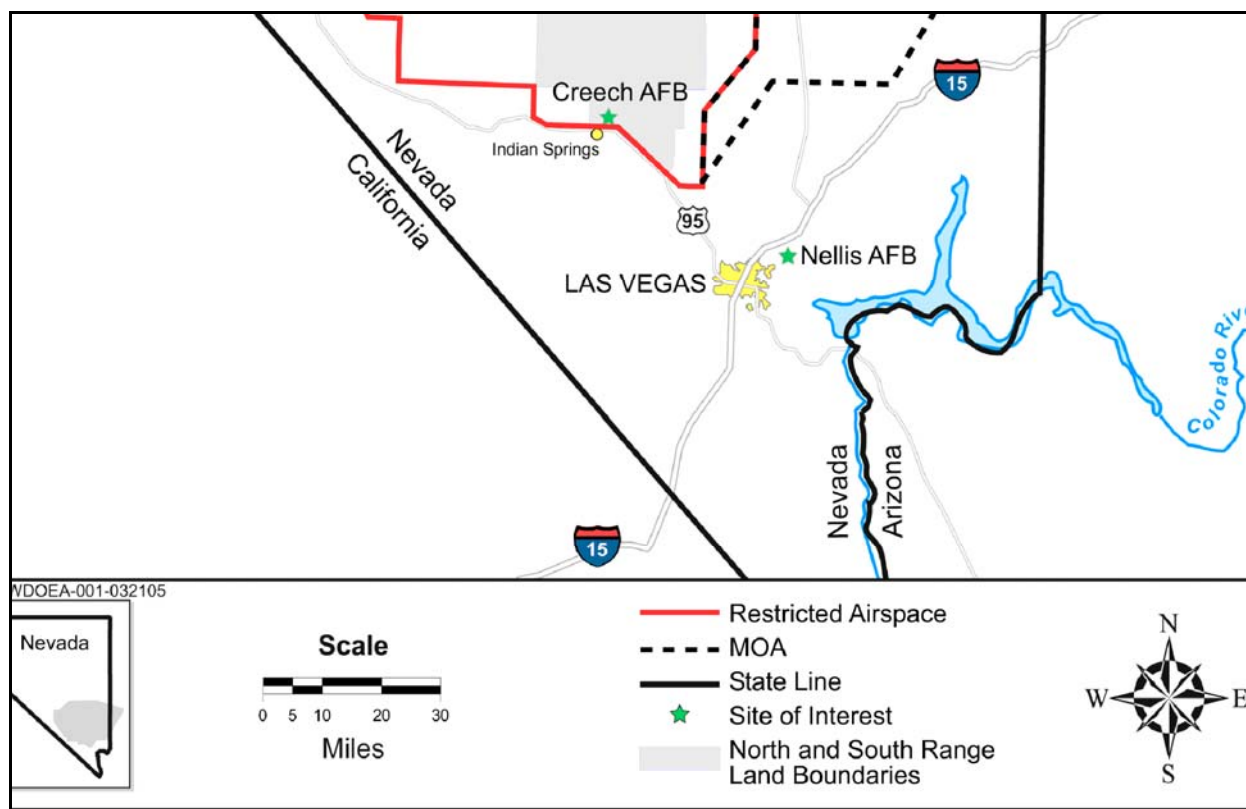 15
Creech AFB
Indian Springs
Nevada
California
95
Nellis AFB
LAS VEGAS
Colorado River
Nevada
Arizona
15
WDOEA-001-032105
Nevada
Scale
0 5 10 20 30
Miles
Restricted Airspace
MOA
State Line
Site of Interest
North and South Range
Land Boundaries
N
W
E
S